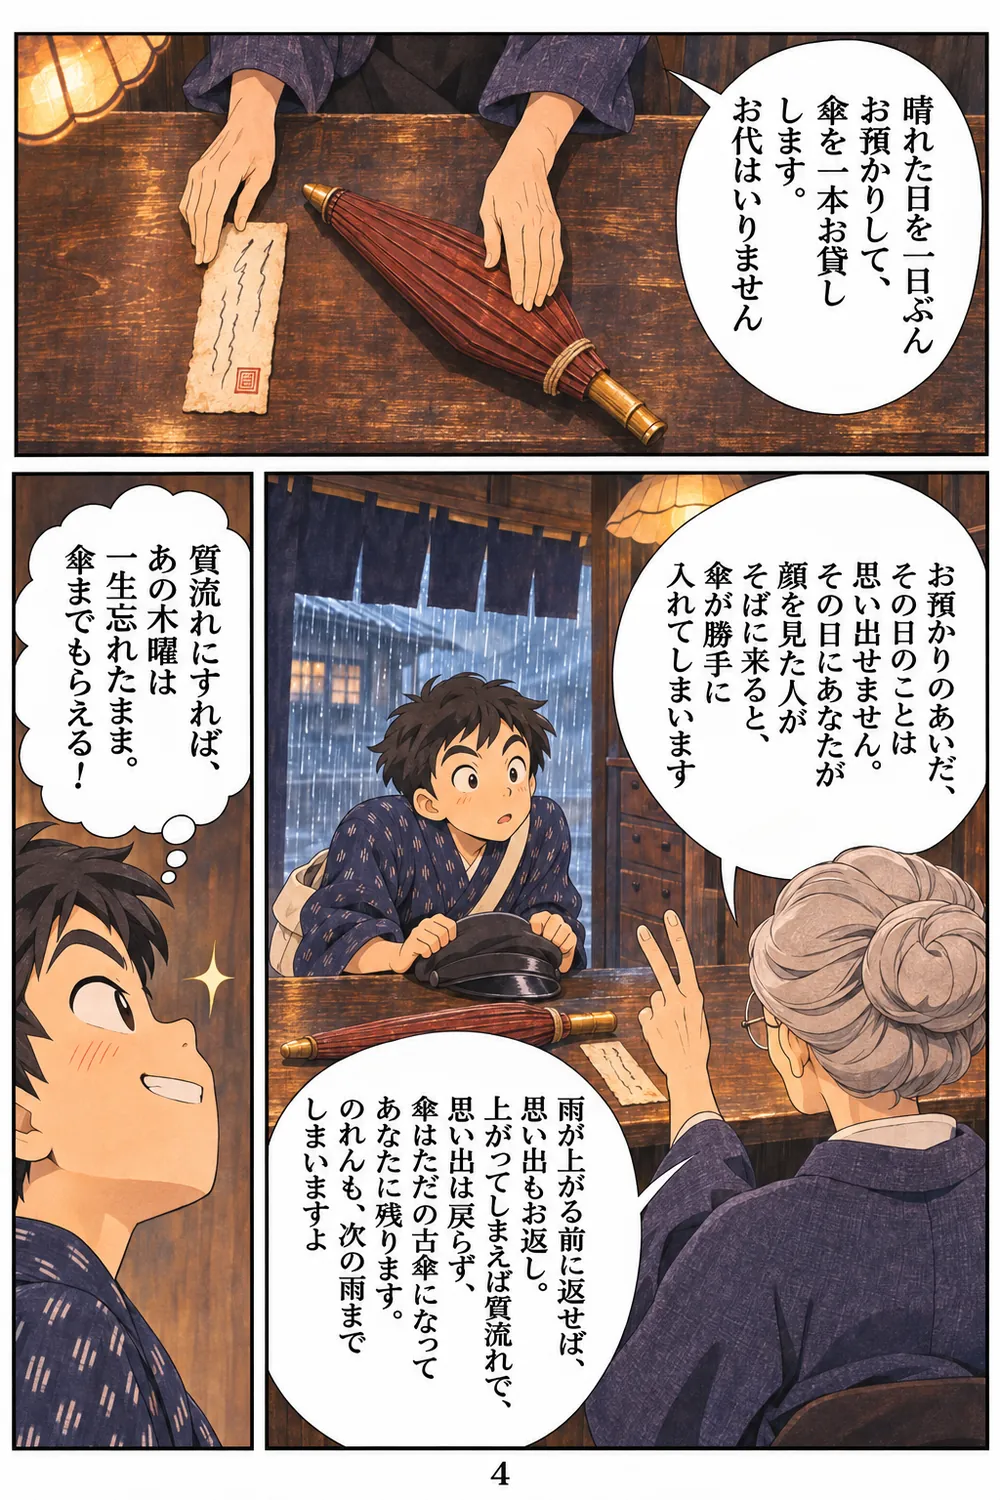 晴れた日を一日ぶん
お預かりして、
傘を一本お貸し
します。
お代はいりません
お預かりのあいだ、
その日のことは
思い出せません。
その日にあなたが
顔を見た人が
そばに来ると、
傘が勝手に
入れてしまいます
雨が上がる前に返せば、
思い出もお返し。
上がってしまえば質流れで、
思い出は戻らず、
傘はただの古傘になって
あなたに残ります。
のれんも、次の雨まで
しまいますよ
質流れにすれば、
あの木曜は
一生忘れたまま。
傘までもらえる！
4